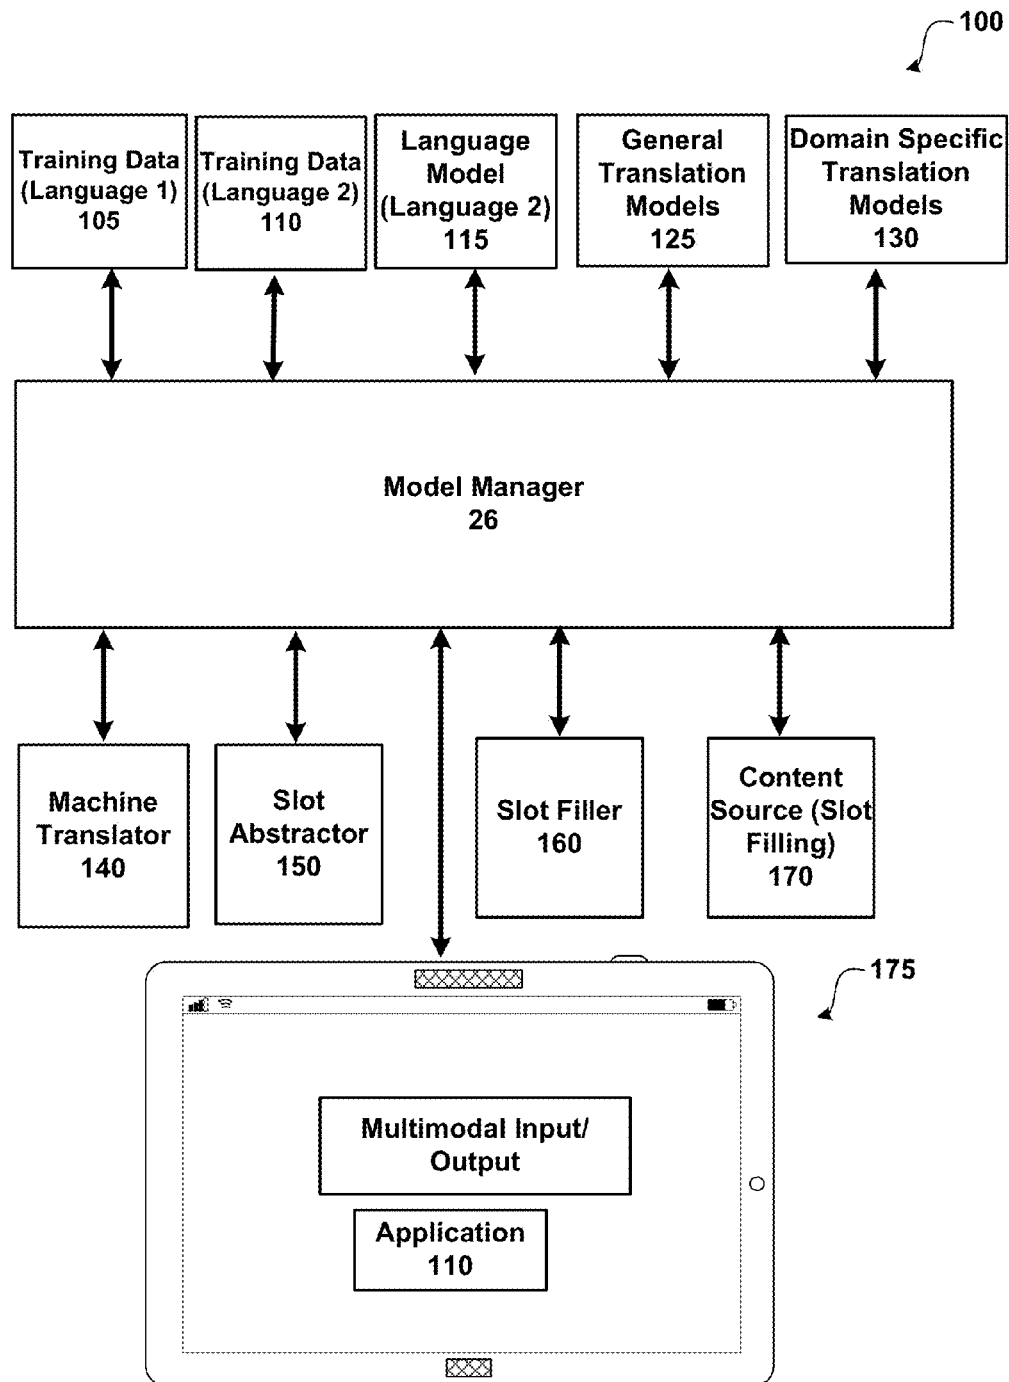 100
Training Data
(Language 1)
105
Training Data
(Language 2)
110
Language
Model
(Language 2)
115
General
Translation
Models
125
Domain Specific
Translation
Models
130
Model Manager
26
Machine
Translator
140
Slot
Abstractor
150
Slot Filler
160
Content
Source (Slot
Filling)
170
175
Multimodal Input/
Output
Application
110